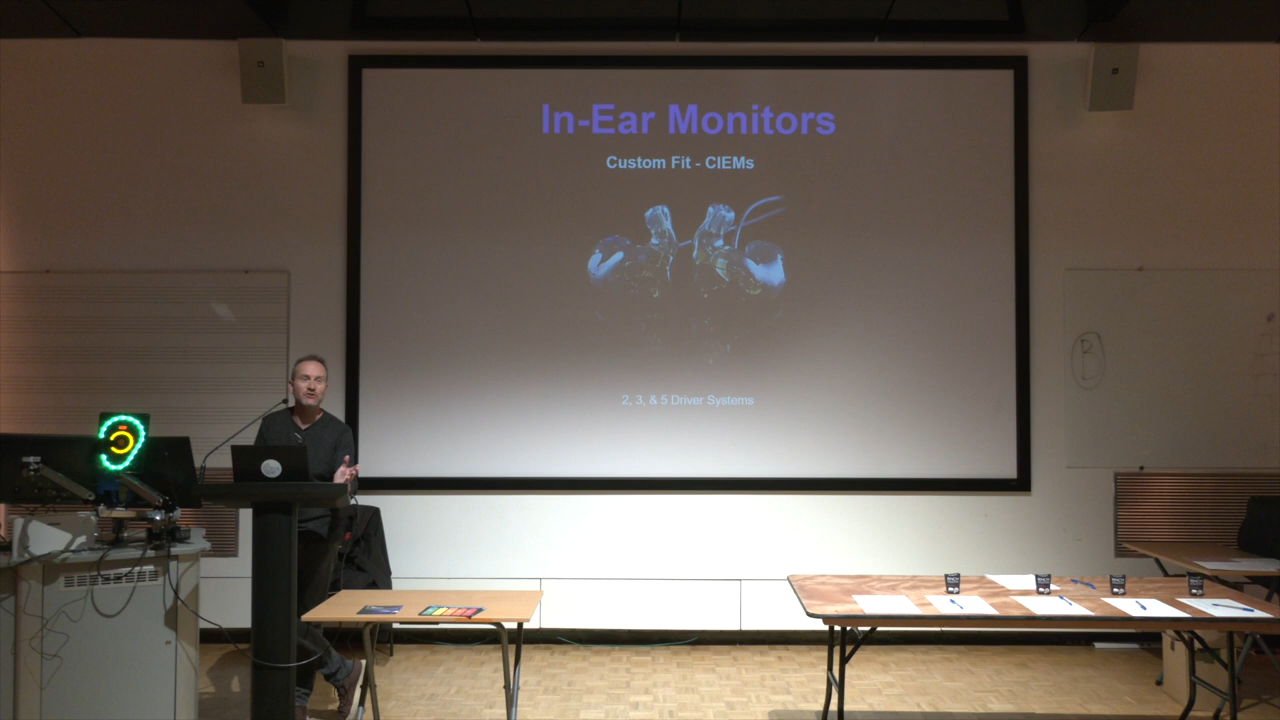 In-Ear Monitors
Custom Fit - CIEMs
2, 3, & 5 Driver Systems
B